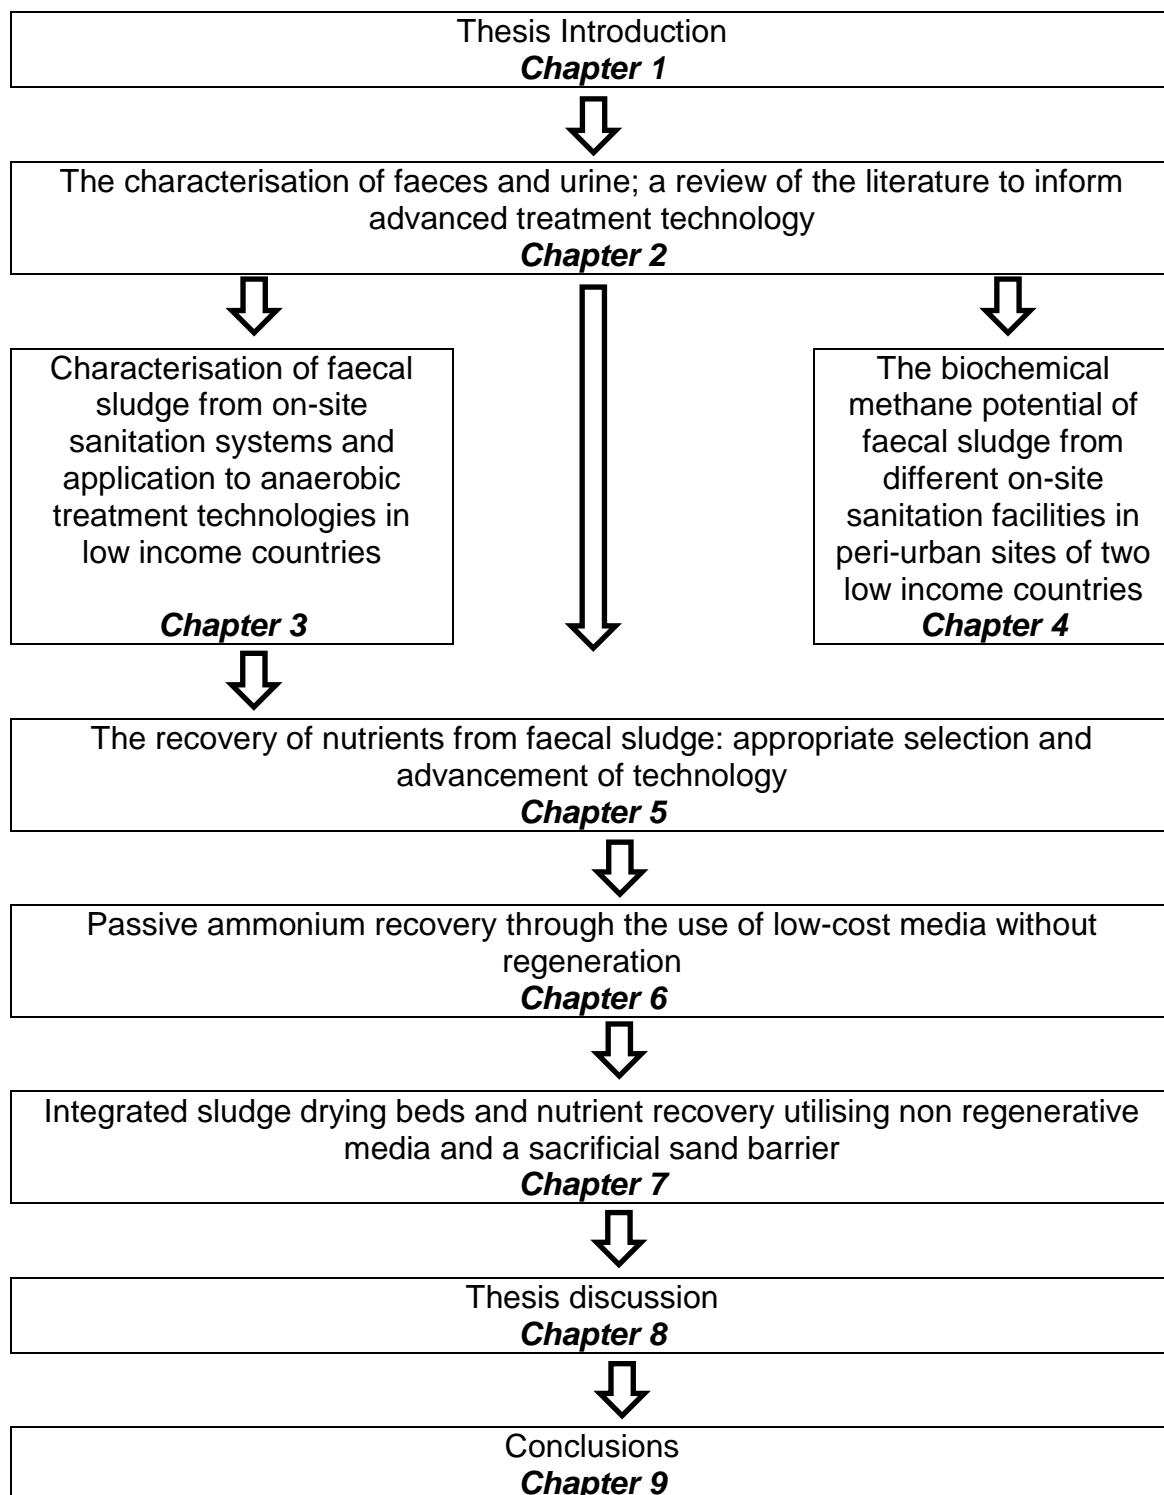 Thesis Introduction
Chapter 1
The characterisation of faeces and urine; a review of the literature to inform
advanced treatment technology
Chapter 2
Characterisation of faecal
sludge from on-site
sanitation systems and
application to anaerobic
treatment technologies in
low income countries
Chapter 3
The biochemical
methane potential of
faecal sludge from
different on-site
sanitation facilities in
peri-urban sites of two
low income countries
Chapter 4
The recovery of nutrients from faecal sludge: appropriate selection and
advancement of technology
Chapter 5
Passive ammonium recovery through the use of low-cost media without
regeneration
Chapter 6
Integrated sludge drying beds and nutrient recovery utilising non regenerative
media and a sacrificial sand barrier
Chapter 7
Thesis discussion
Chapter 8
Conclusions
Chapter 9